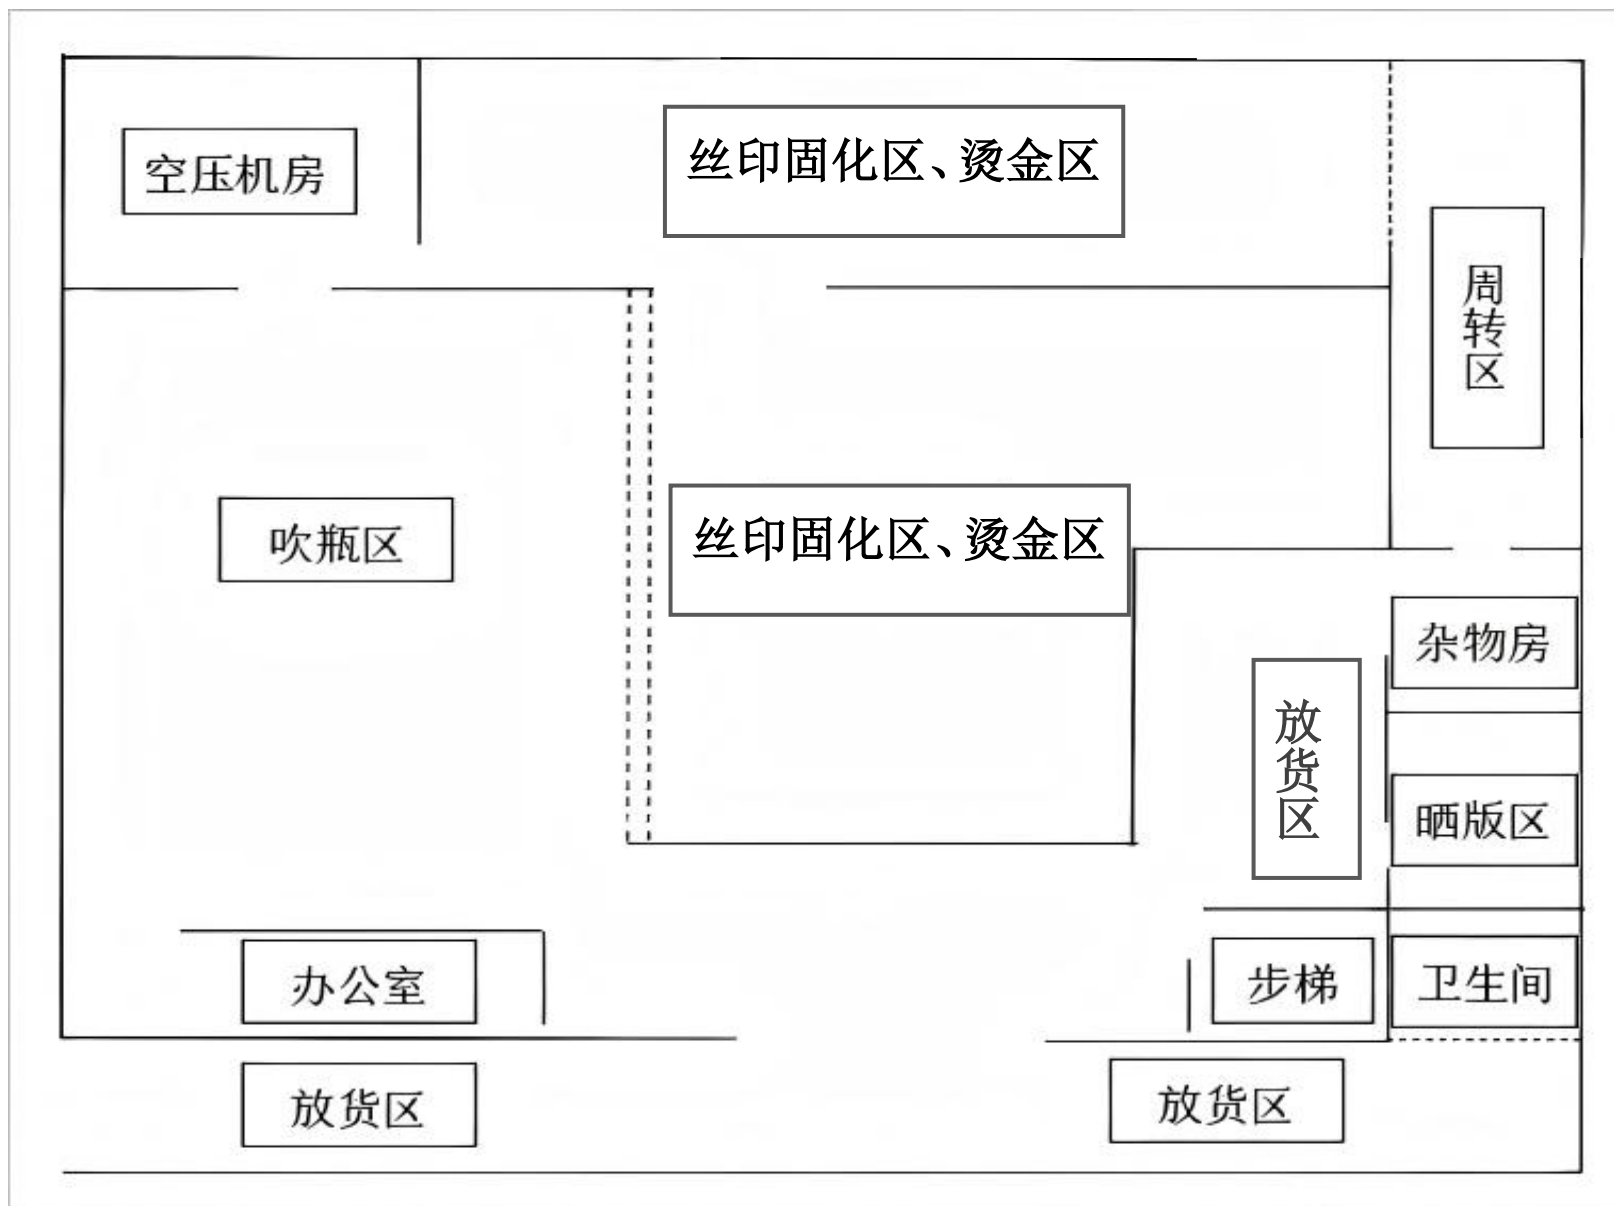 空压机房
丝印固化区、烫金区
周转区
吹瓶区
丝印固化区、烫金区
杂物房
放货区
晒版区
办公室
步梯
卫生间
放货区
放货区